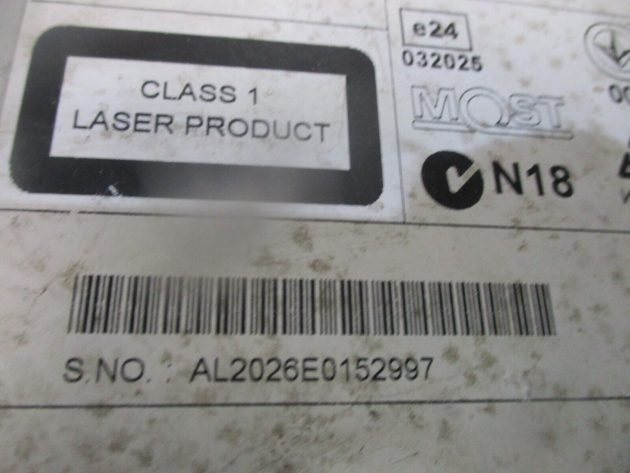 e24
032025
MOST
N18
CLASS 1
LASER PRODUCT
S.NO. : AL2026E0152997